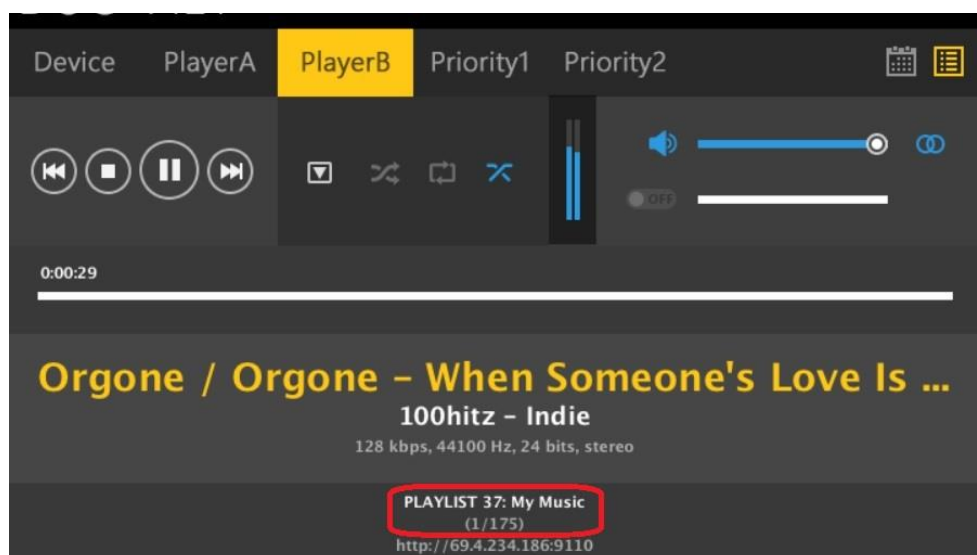 Device PlayerA PlayerB Priority1 Priority2
OFF
0:00:29
Orgone / Orgone – When Someone's Love Is ...
100hitz – Indie
128 kbps, 44100 Hz, 24 bits, stereo
PLAYLIST 37: My Music
(1/175)
http://69.4.234.186:9110